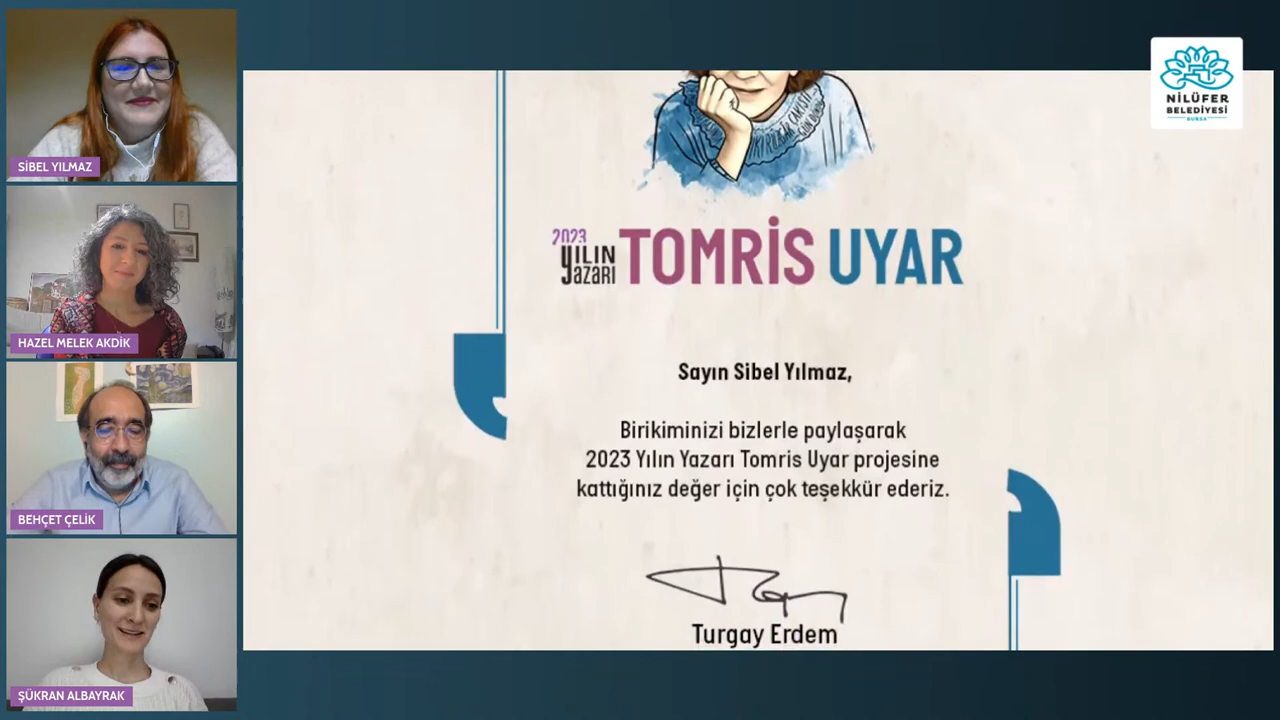 SİBEL YILMAZ
HAZEL MELEK AKDİK
BEHÇET ÇELİK
ŞÜKRAN ALBAYRAK
2023
YILIN
yAZARI
TOMRİS UYAR
Sayın Sibel Yılmaz,
Birikiminizi bizlerle paylaşarak
2023 Yılın Yazarı Tomris Uyar projesine
kattığınız değer için çok teşekkür ederiz.
Turgay Erdem
NİLÜFER
BELEDİYESİ
BURSA